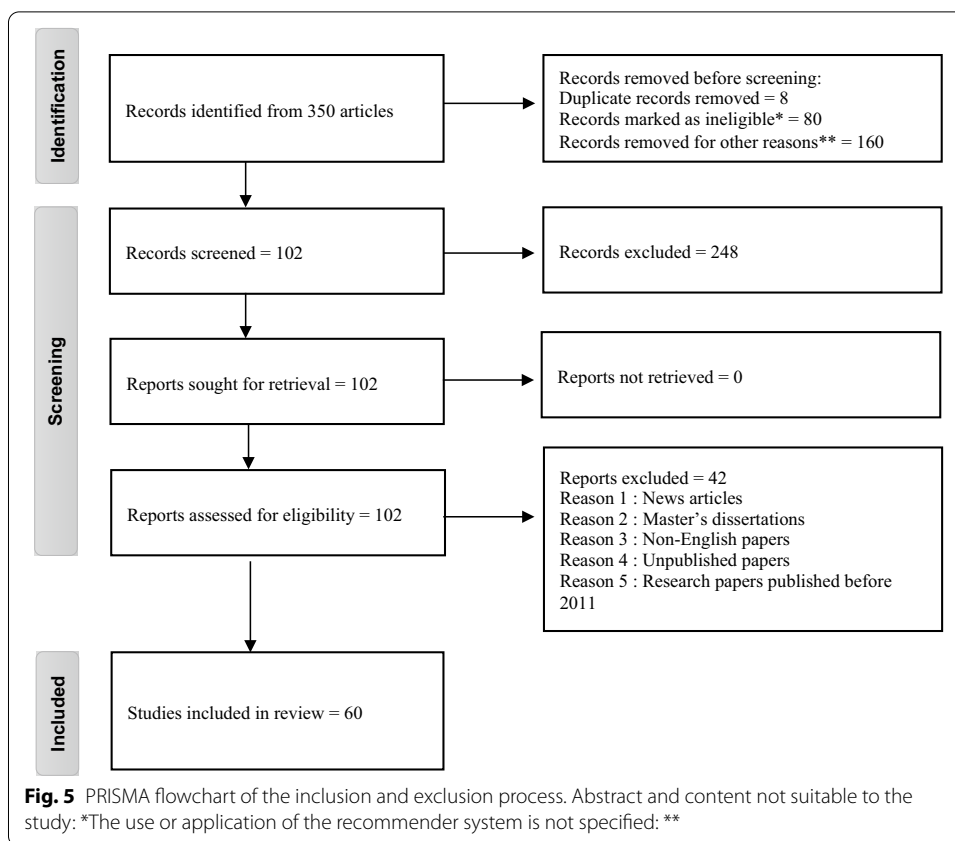 Identification
Records identified from 350 articles
Records removed before screening:
Duplicate records removed = 8
Records marked as ineligible* = 80
Records removed for other reasons** = 160
Screening
Records screened = 102
Records excluded = 248
Reports sought for retrieval = 102
Reports not retrieved = 0
Reports assessed for eligibility = 102
Reports excluded = 42
Reason 1 : News articles
Reason 2 : Master's dissertations
Reason 3 : Non-English papers
Reason 4 : Unpublished papers
Reason 5 : Research papers published before
2011
Included
Studies included in review = 60
Fig. 5 PRISMA flowchart of the inclusion and exclusion process. Abstract and content not suitable to the
study: *The use or application of the recommender system is not specified: **